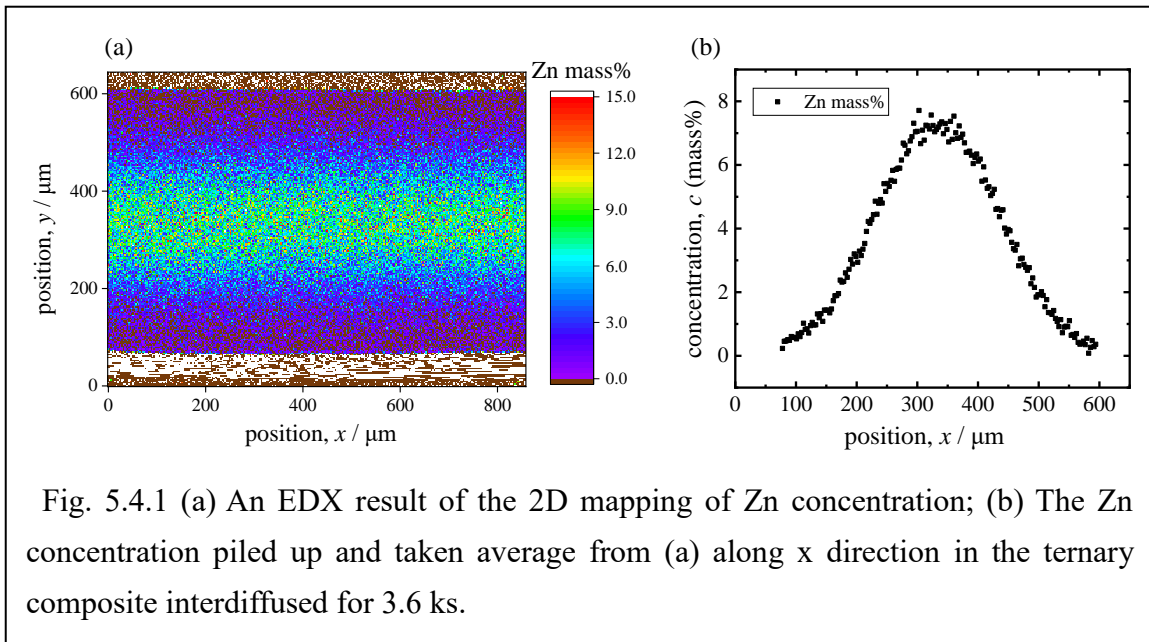 (a)
Zn mass%
600
400
200
0
position, y / μm
0 200 400 600 800
position, x / μm
15.0
12.0
9.0
6.0
3.0
0.0
(b)
Zn mass%
8
6
4
2
0
concentration, c (mass%)
0 100 200 300 400 500 600
position, x / μm
Fig. 5.4.1 (a) An EDX result of the 2D mapping of Zn concentration; (b) The Zn
concentration piled up and taken average from (a) along x direction in the ternary
composite interdiffused for 3.6 ks.